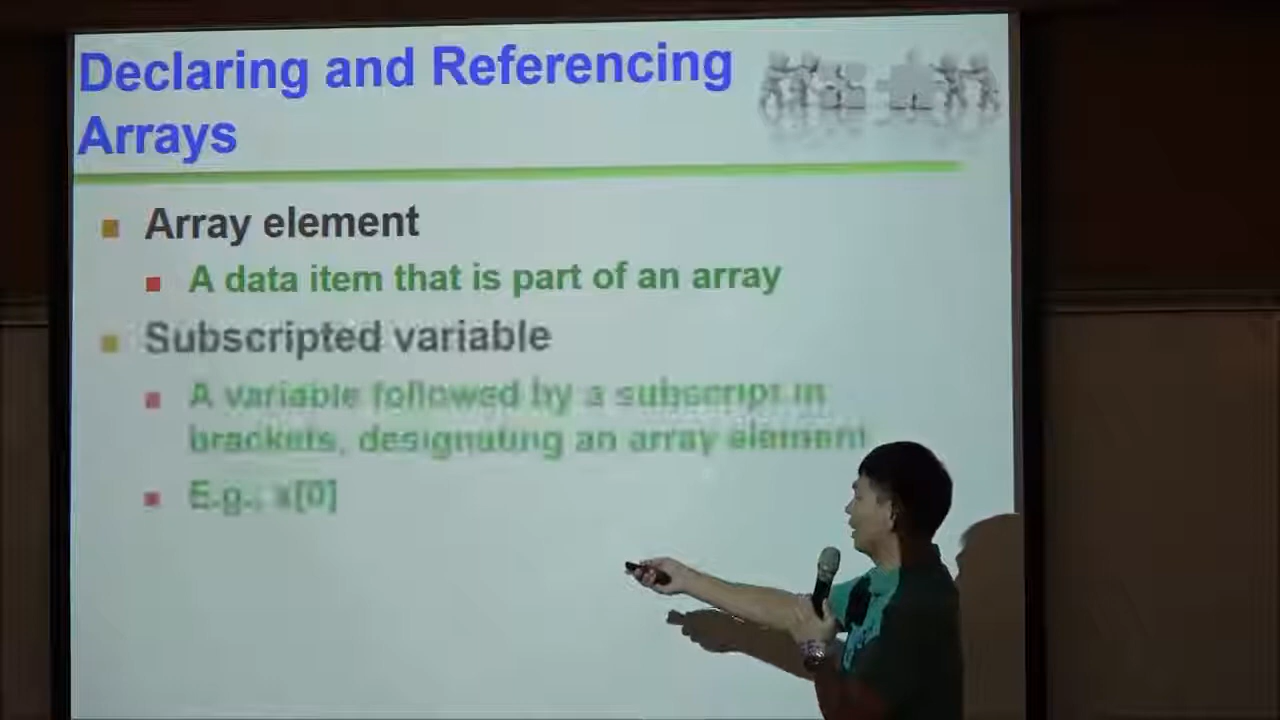 Declaring and Referencing
Arrays
Array element
A data item that is part of an array
Subscripted variable
A variable followed by a subscript in
brackets, designating an array element
E.g., x[0]